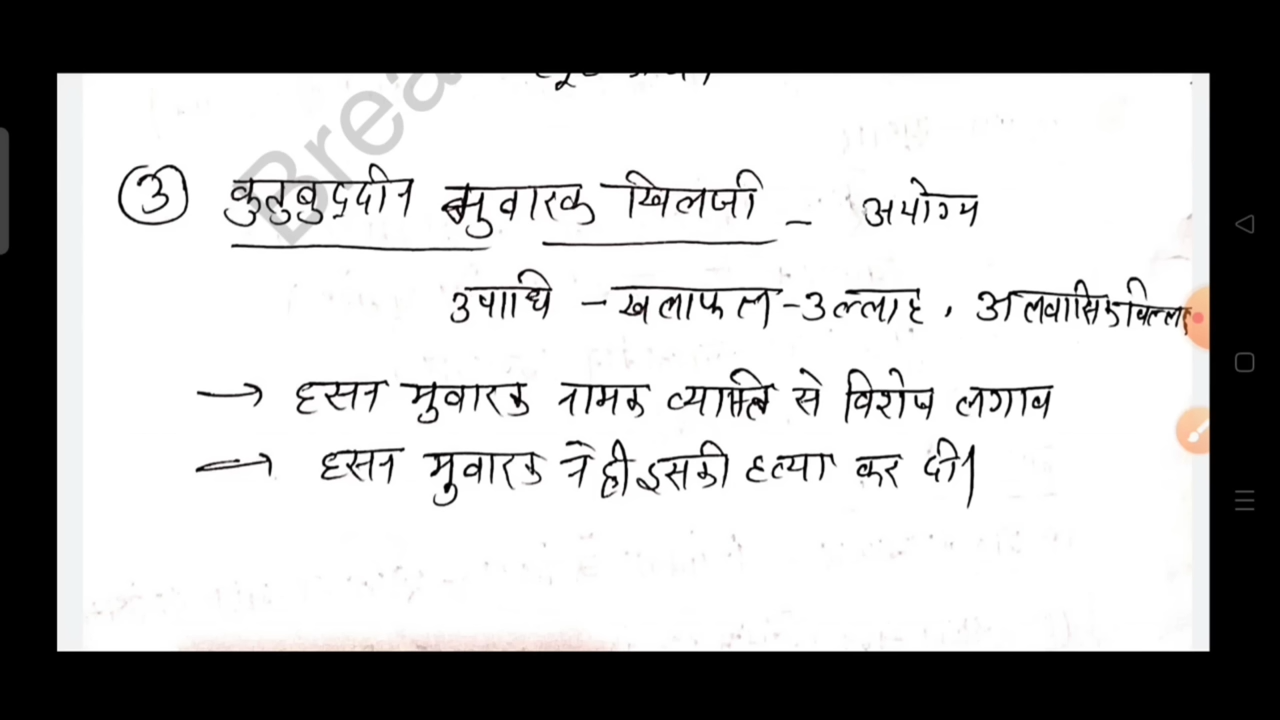 Brea
③ कुतुबुद्दीन मुबारक खिलजी - अयोग्य
उपाधि - खलाफत-उल्लाह, अलवासिक विल्लाह
→ हसन मुबारक नामक व्यक्ति से विशेष लगाव
→ हसन मुबारक ने ही इसकी हत्या कर दी।